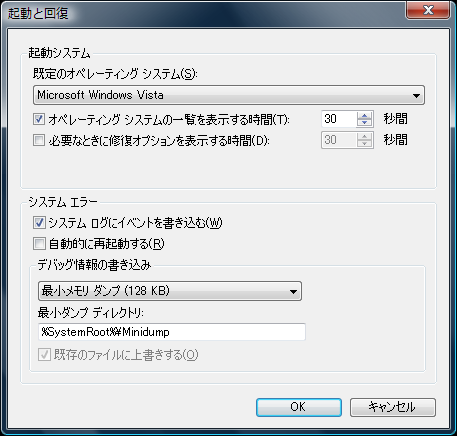 起動と回復
起動システム
既定のオペレーティング システム(S):
Microsoft Windows Vista
オペレーティング システムの一覧を表示する時間(T): 30 秒間
必要なときに修復オプションを表示する時間(D): 30 秒間
システム エラー
システム ログにイベントを書き込む(W)
自動的に再起動する(R)
デバッグ情報の書き込み
最小メモリ ダンプ (128 KB)
最小ダンプ ディレクトリ:
%SystemRoot%¥Minidump
既存のファイルに上書きする(O)
OK キャンセル